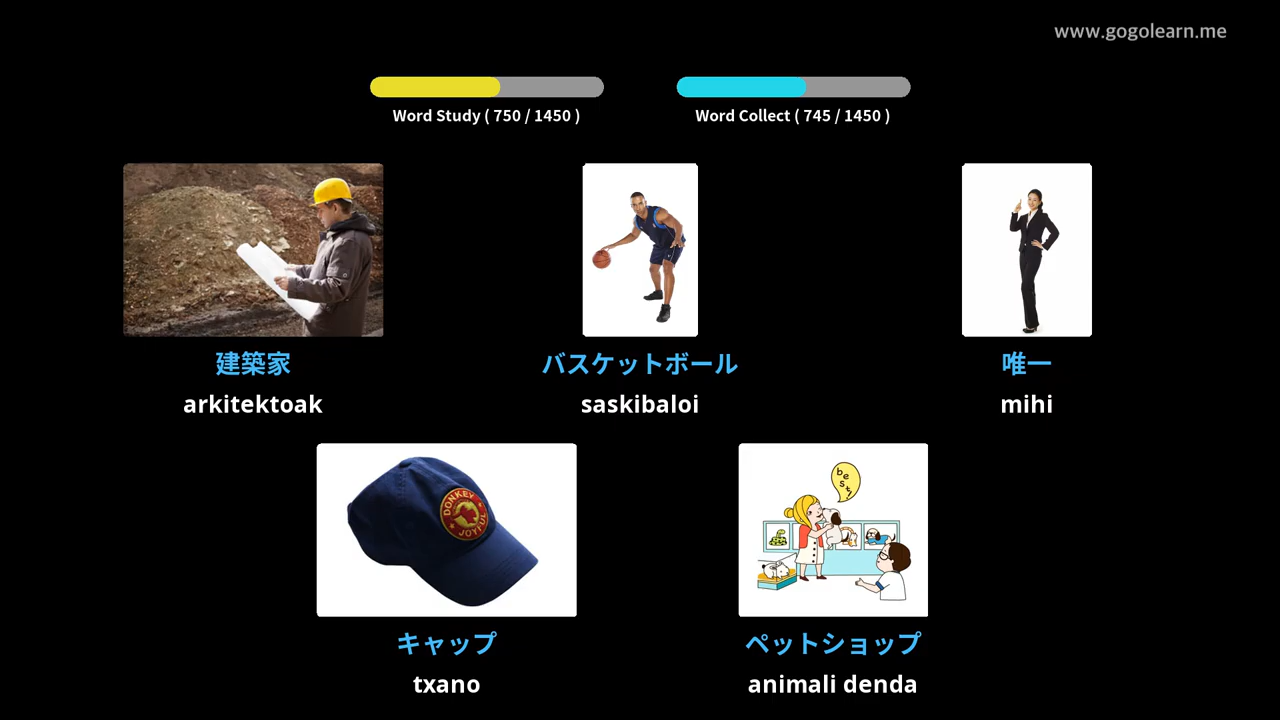 www.gogolearn.me
Word Study ( 750 / 1450 )
Word Collect ( 745 / 1450 )
建築家
バスケットボール
唯一
arkitektoak
saskibaloi
mihi
DONKEY
JOYFUL
best!
キャップ
ペットショップ
txano
animali denda